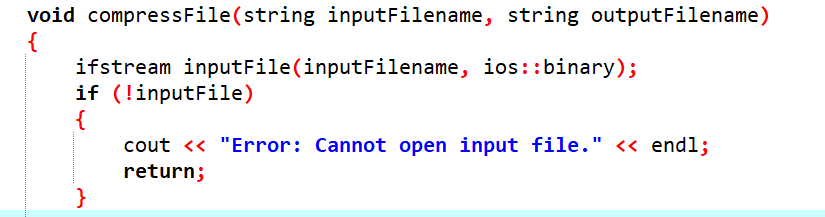 void compressFile(string inputFilename, string outputFilename)
{
    ifstream inputFile(inputFilename, ios::binary);
    if (!inputFile)
    {
        cout << "Error: Cannot open input file." << endl;
        return;
    }